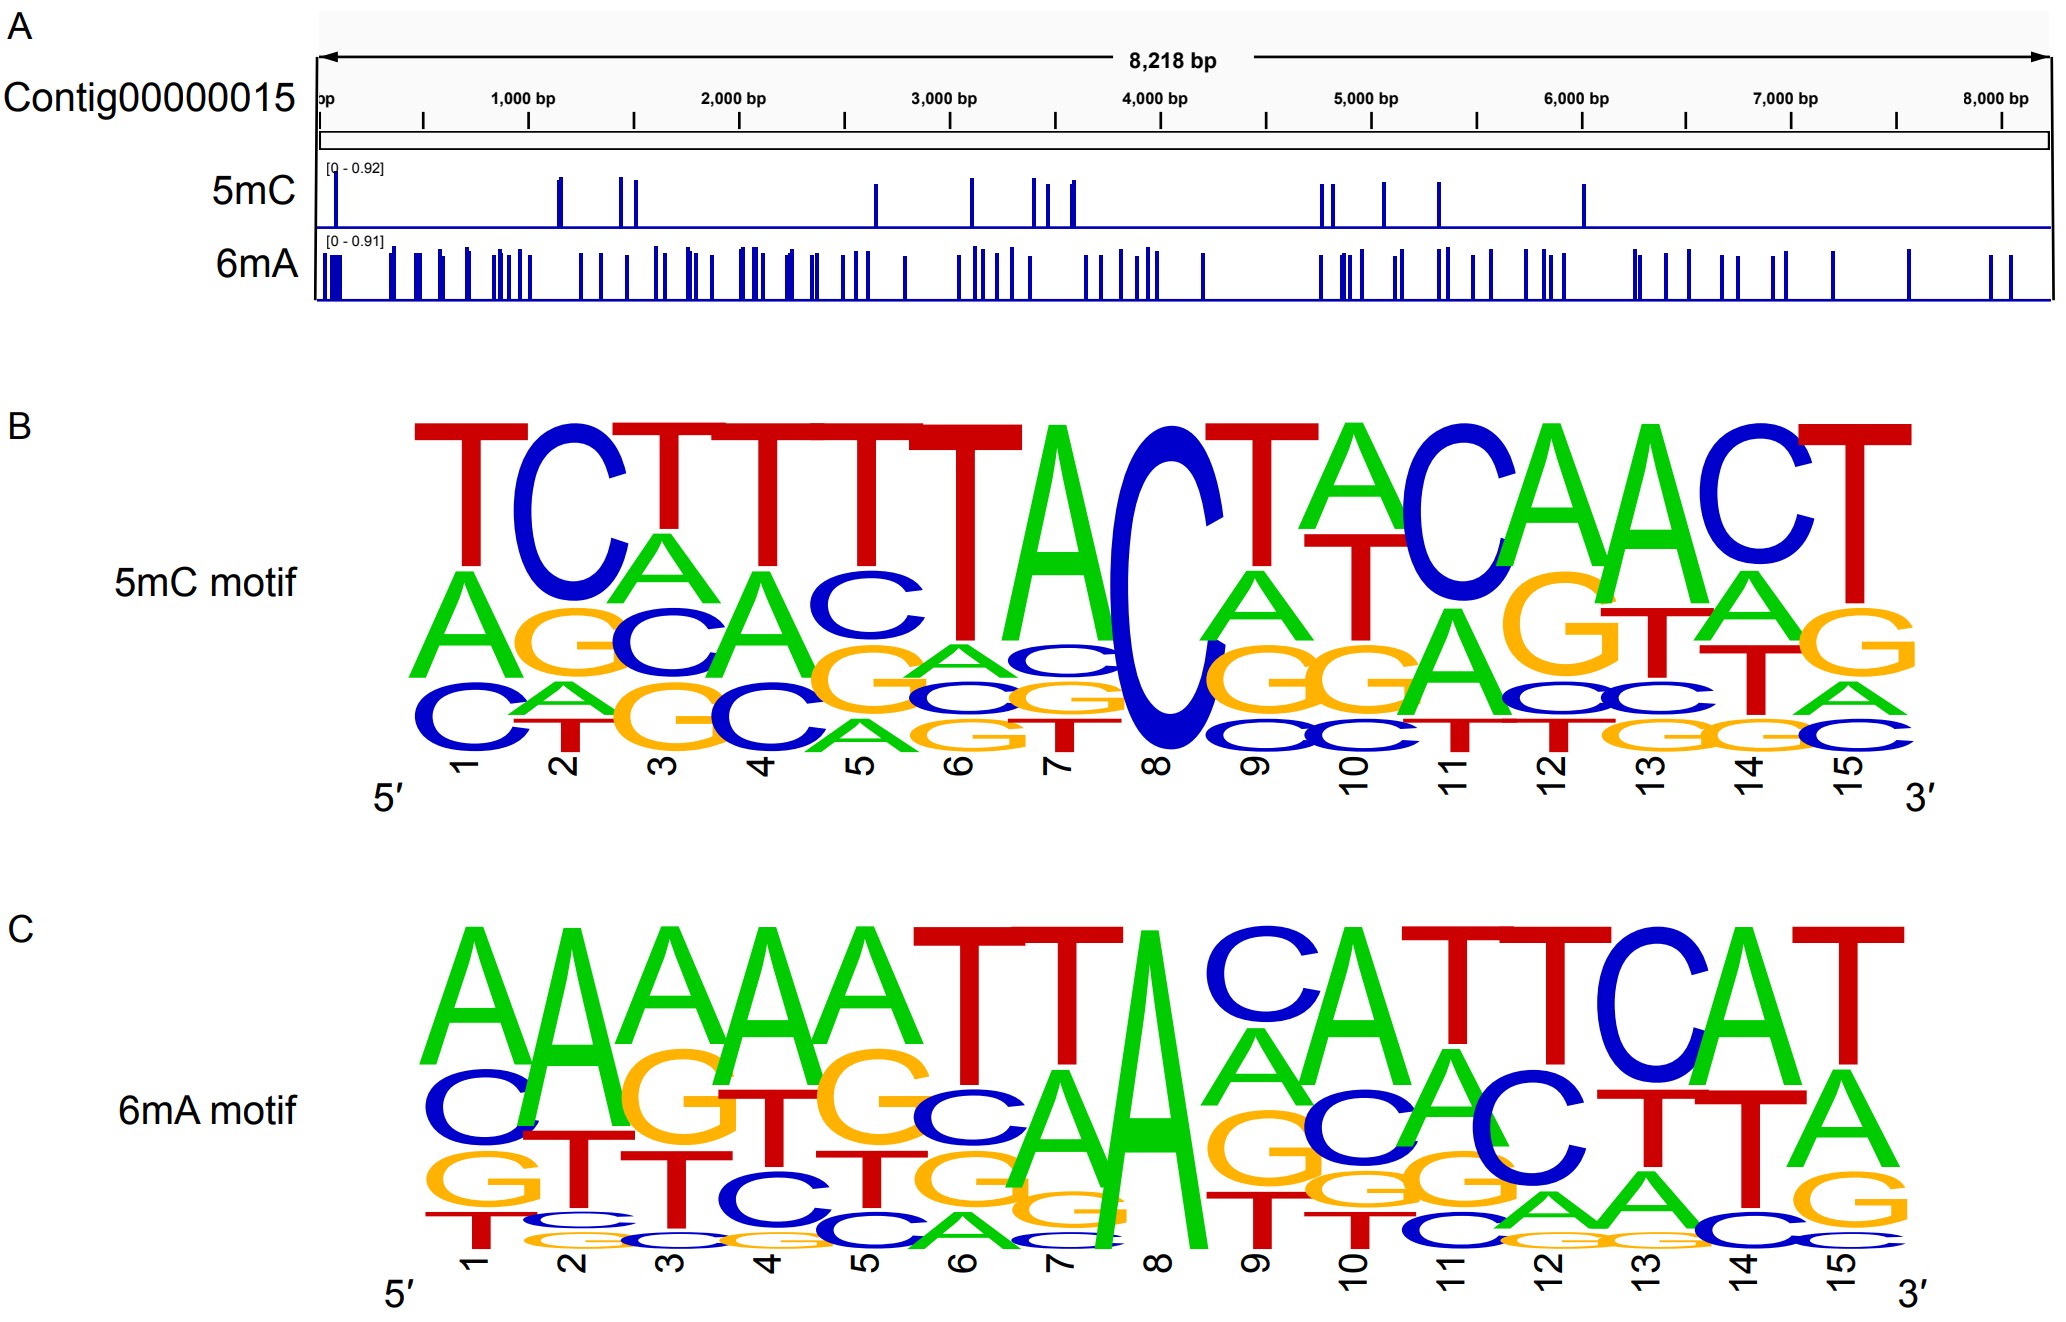 A
8,218 bp
Contig00000015
bp 1,000 bp 2,000 bp 3,000 bp 4,000 bp 5,000 bp 6,000 bp 7,000 bp 8,000 bp
[0 - 0.92]
5mC
[0 - 0.91]
6mA
B
T C T T T T A C T A C A A C T
A G A A C A C A T A G T A G
C A C C G C G G G T C C T A
T G A G T C C T G G C
5mC motif
1 2 3 4 5 6 7 8 9 10 11 12 13 14 15
5′ 3′
C
A A A A A T T A C A T T C A T
C T G T G C A A C A C T T A
G C T C T G G G G G A A C G
T G C G C A C T T C G G C
6mA motif
1 2 3 4 5 6 7 8 9 10 11 12 13 14 15
5′ 3′